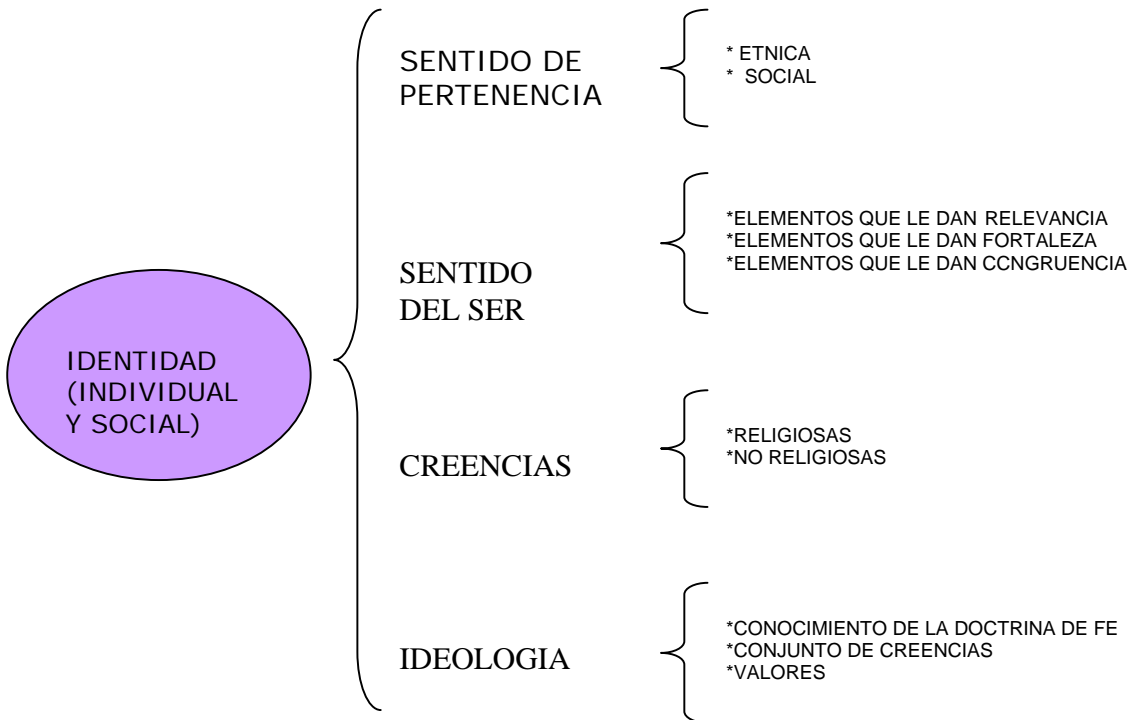 IDENTIDAD
(INDIVIDUAL
Y SOCIAL)
SENTIDO DE
PERTENENCIA
* ETNICA
* SOCIAL
SENTIDO
DEL SER
*ELEMENTOS QUE LE DAN RELEVANCIA
*ELEMENTOS QUE LE DAN FORTALEZA
*ELEMENTOS QUE LE DAN CCNGRUENCIA
CREENCIAS
*RELIGIOSAS
*NO RELIGIOSAS
IDEOLOGIA
*CONOCIMIENTO DE LA DOCTRINA DE FE
*CONJUNTO DE CREENCIAS
*VALORES